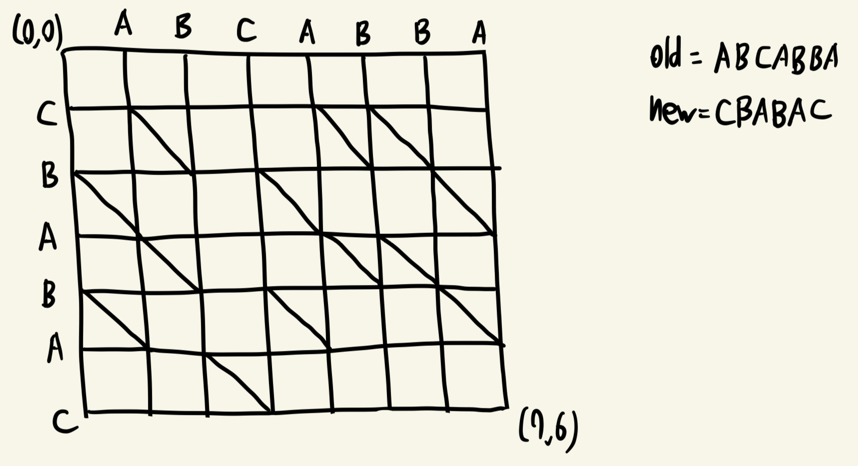 (0,0) A B C A B B A
old = ABCABBA
C
new=CBABAC
B
A
B
A
C
(7,6)